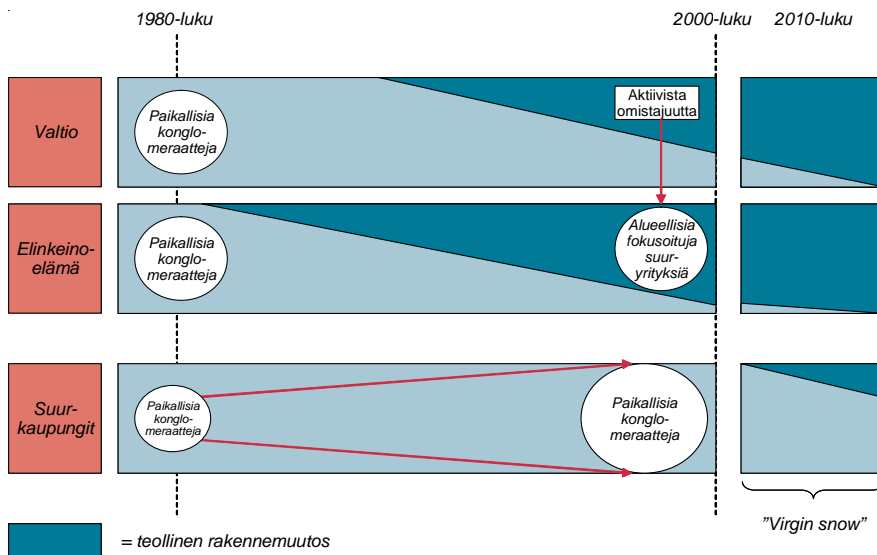 1980-luku
2000-luku
2010-luku
Valtio
Paikallisia
konglo-
meraatteja
Aktiivista
omistajuutta
Elinkeino-
elämä
Paikallisia
konglo-
meraatteja
Alueellisia
fokusoituja
suur-
yrityksiä
Suur-
kaupungit
Paikallisia
konglo-
meraatteja
Paikallisia
konglo-
meraatteja
"Virgin snow"
= teollinen rakennemuutos